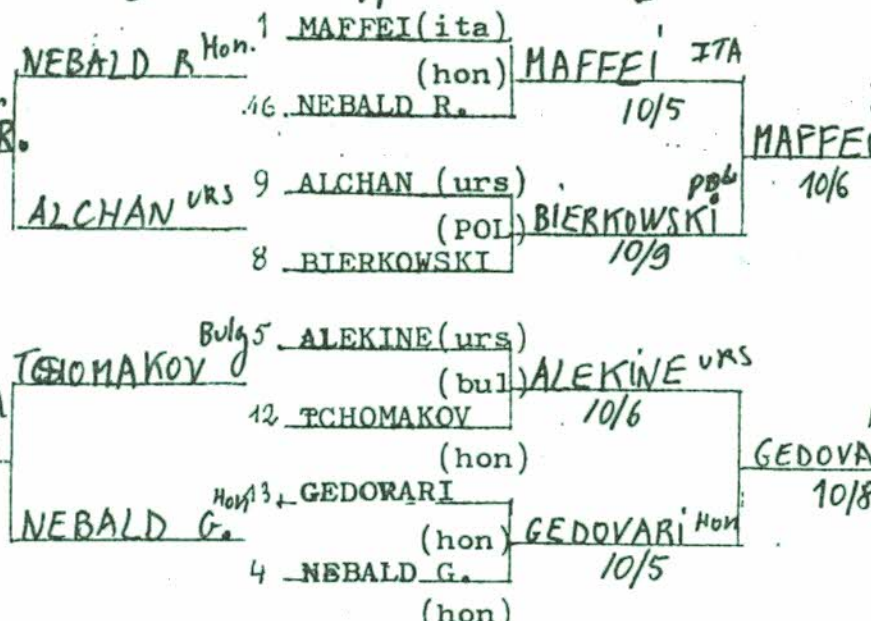 NEBALD R Hon. 1 MAFFEI (ita)
(hon) MAFFEI ITA
16 NEBALD R. 10/5
R. MAFFEI
10/6
ALCHAN URS 9 ALCHAN (urs)
(POL) BIERKOWSKI POL
8 BIERKOWSKI 10/9
TCHOMAKOV Bulg 5 ALEKINE (urs)
(bul) ALEKINE URS
12 TCHOMAKOV 10/6
(hon)
GEDOVA
10/8
NEBALD G. Hon 13 GEDOVARI
(hon) GEDOVARI Hon
4 NEBALD G. 10/5
(hon)